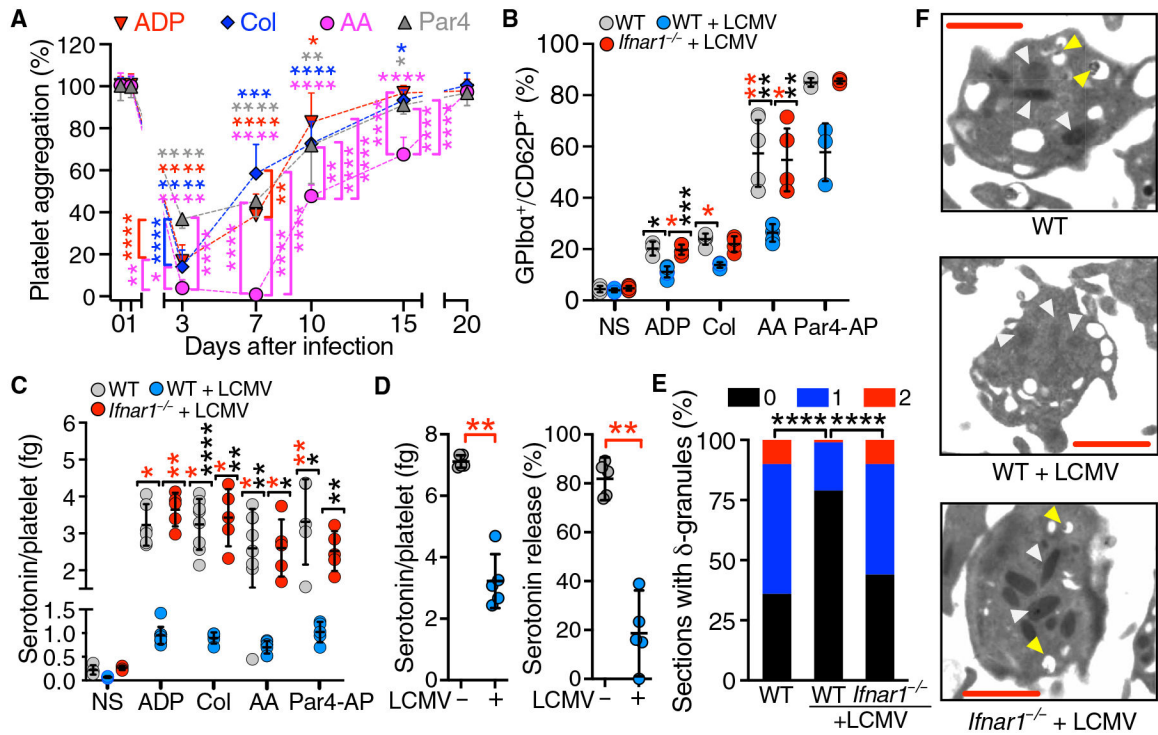 A
ADP Col AA Par4
Platelet aggregation (%)
120
100
80
60
40
20
0
01 3 7 10 15 20
Days after infection
B
WT WT + LCMV
Ifnar1−/− + LCMV
GPIbα+/CD62P+ (%)
100
80
60
40
20
0
NS ADP Col AA Par4-AP
C
WT WT + LCMV
Ifnar1−/− + LCMV
Serotonin/platelet (fg)
6
5
4
3
2
1.5
1.0
0.5
0.0
NS ADP Col AA Par4-AP
D
Serotonin/platelet (fg)
8
6
4
2
0
**
LCMV − +
Serotonin release (%)
100
80
60
40
20
0
**
LCMV − +
E
0 1 2
Sections with δ-granules (%)
**** ****
100
75
50
25
0
WT WT Ifnar1−/−
+LCMV
F
WT
WT + LCMV
Ifnar1−/− + LCMV